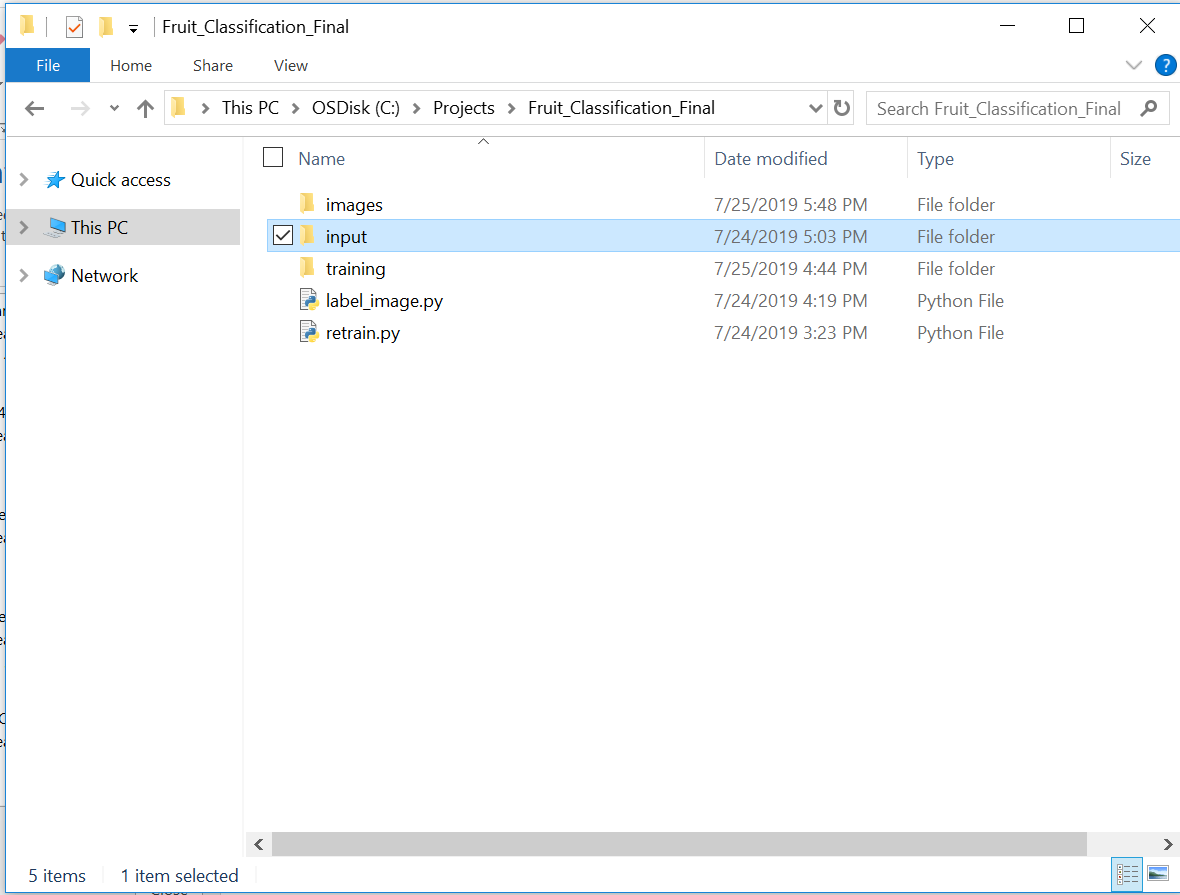 Fruit_Classification_Final
File Home Share View ?
This PC OSDisk (C:) Projects Fruit_Classification_Final Search Fruit_Classification_Final
Name Date modified Type Size
Quick access
This PC
Network
images 7/25/2019 5:48 PM File folder
input 7/24/2019 5:03 PM File folder
training 7/25/2019 4:44 PM File folder
label_image.py 7/24/2019 4:19 PM Python File
retrain.py 7/24/2019 3:23 PM Python File
5 items 1 item selected
Close